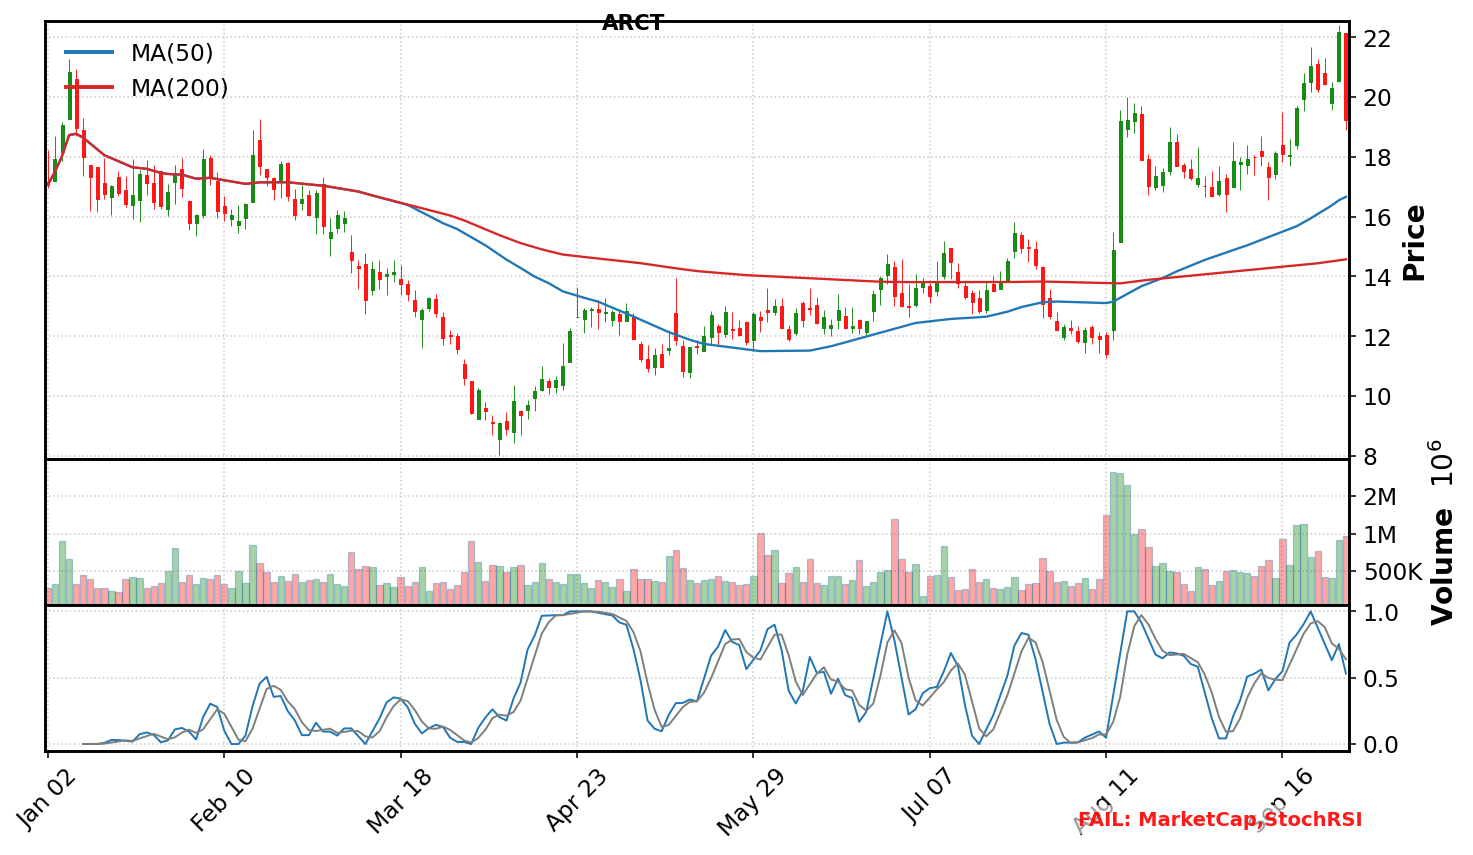 ARCT
MA(50)
MA(200)
22
20
18
16
14
12
10
8
Price
2M
1M
500K
Volume 10^6
1.0
0.5
0.0
Jan 02
Feb 10
Mar 18
Apr 23
May 29
Jul 07
Aug 11
Sep 16
FAIL: MarketCap,StochRSI